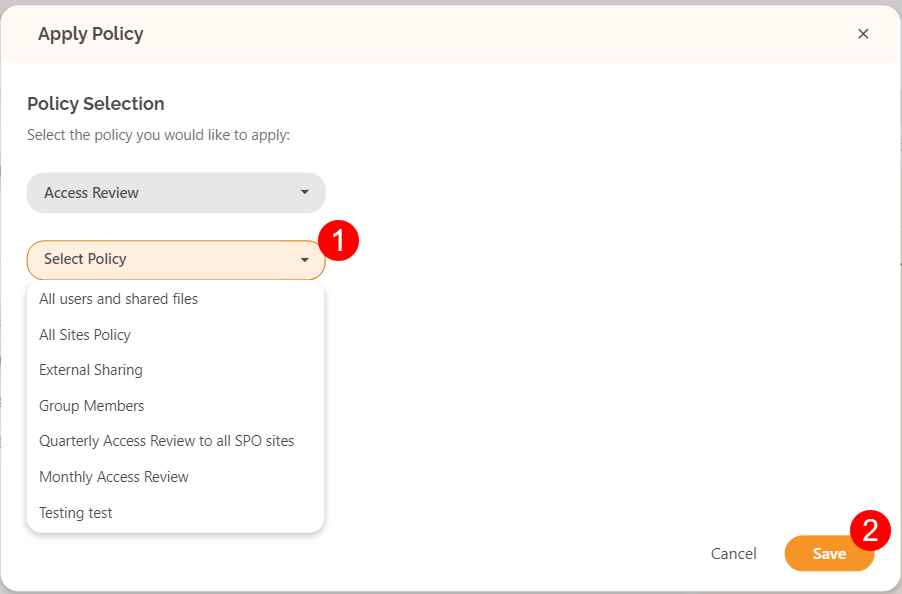 Apply Policy
Policy Selection
Select the policy you would like to apply:
Access Review
1
Select Policy
All users and shared files
All Sites Policy
External Sharing
Group Members
Quarterly Access Review to all SPO sites
Monthly Access Review
Testing test
2
Cancel
Save